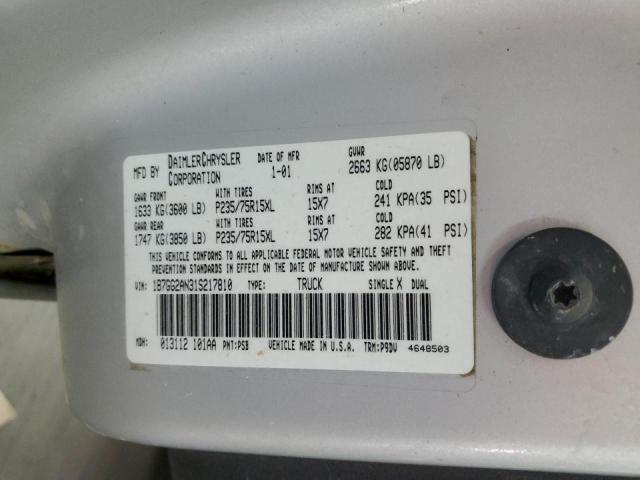 MFD BY DAIMLERCHRYSLER CORPORATION DATE OF MFR 1-01 GVWR 2663 KG(05870 LB)
GAWR FRONT WITH TIRES RIMS AT COLD
1633 KG(3600 LB) P235/75R15XL 15X7 241 KPA(35 PSI)
GAWR REAR WITH TIRES RIMS AT COLD
1747 KG(3850 LB) P235/75R15XL 15X7 282 KPA(41 PSI)
THIS VEHICLE CONFORMS TO ALL APPLICABLE FEDERAL MOTOR VEHICLE SAFETY AND THEFT
PREVENTION STANDARDS IN EFFECT ON THE DATE OF MANUFACTURE SHOWN ABOVE.
VIN: 1B7GG2AN31S217810 TYPE: TRUCK SINGLE X DUAL
MDH: 013112 101AA PNT:PSB VEHICLE MADE IN U.S.A. TRM:P9DV 4648503